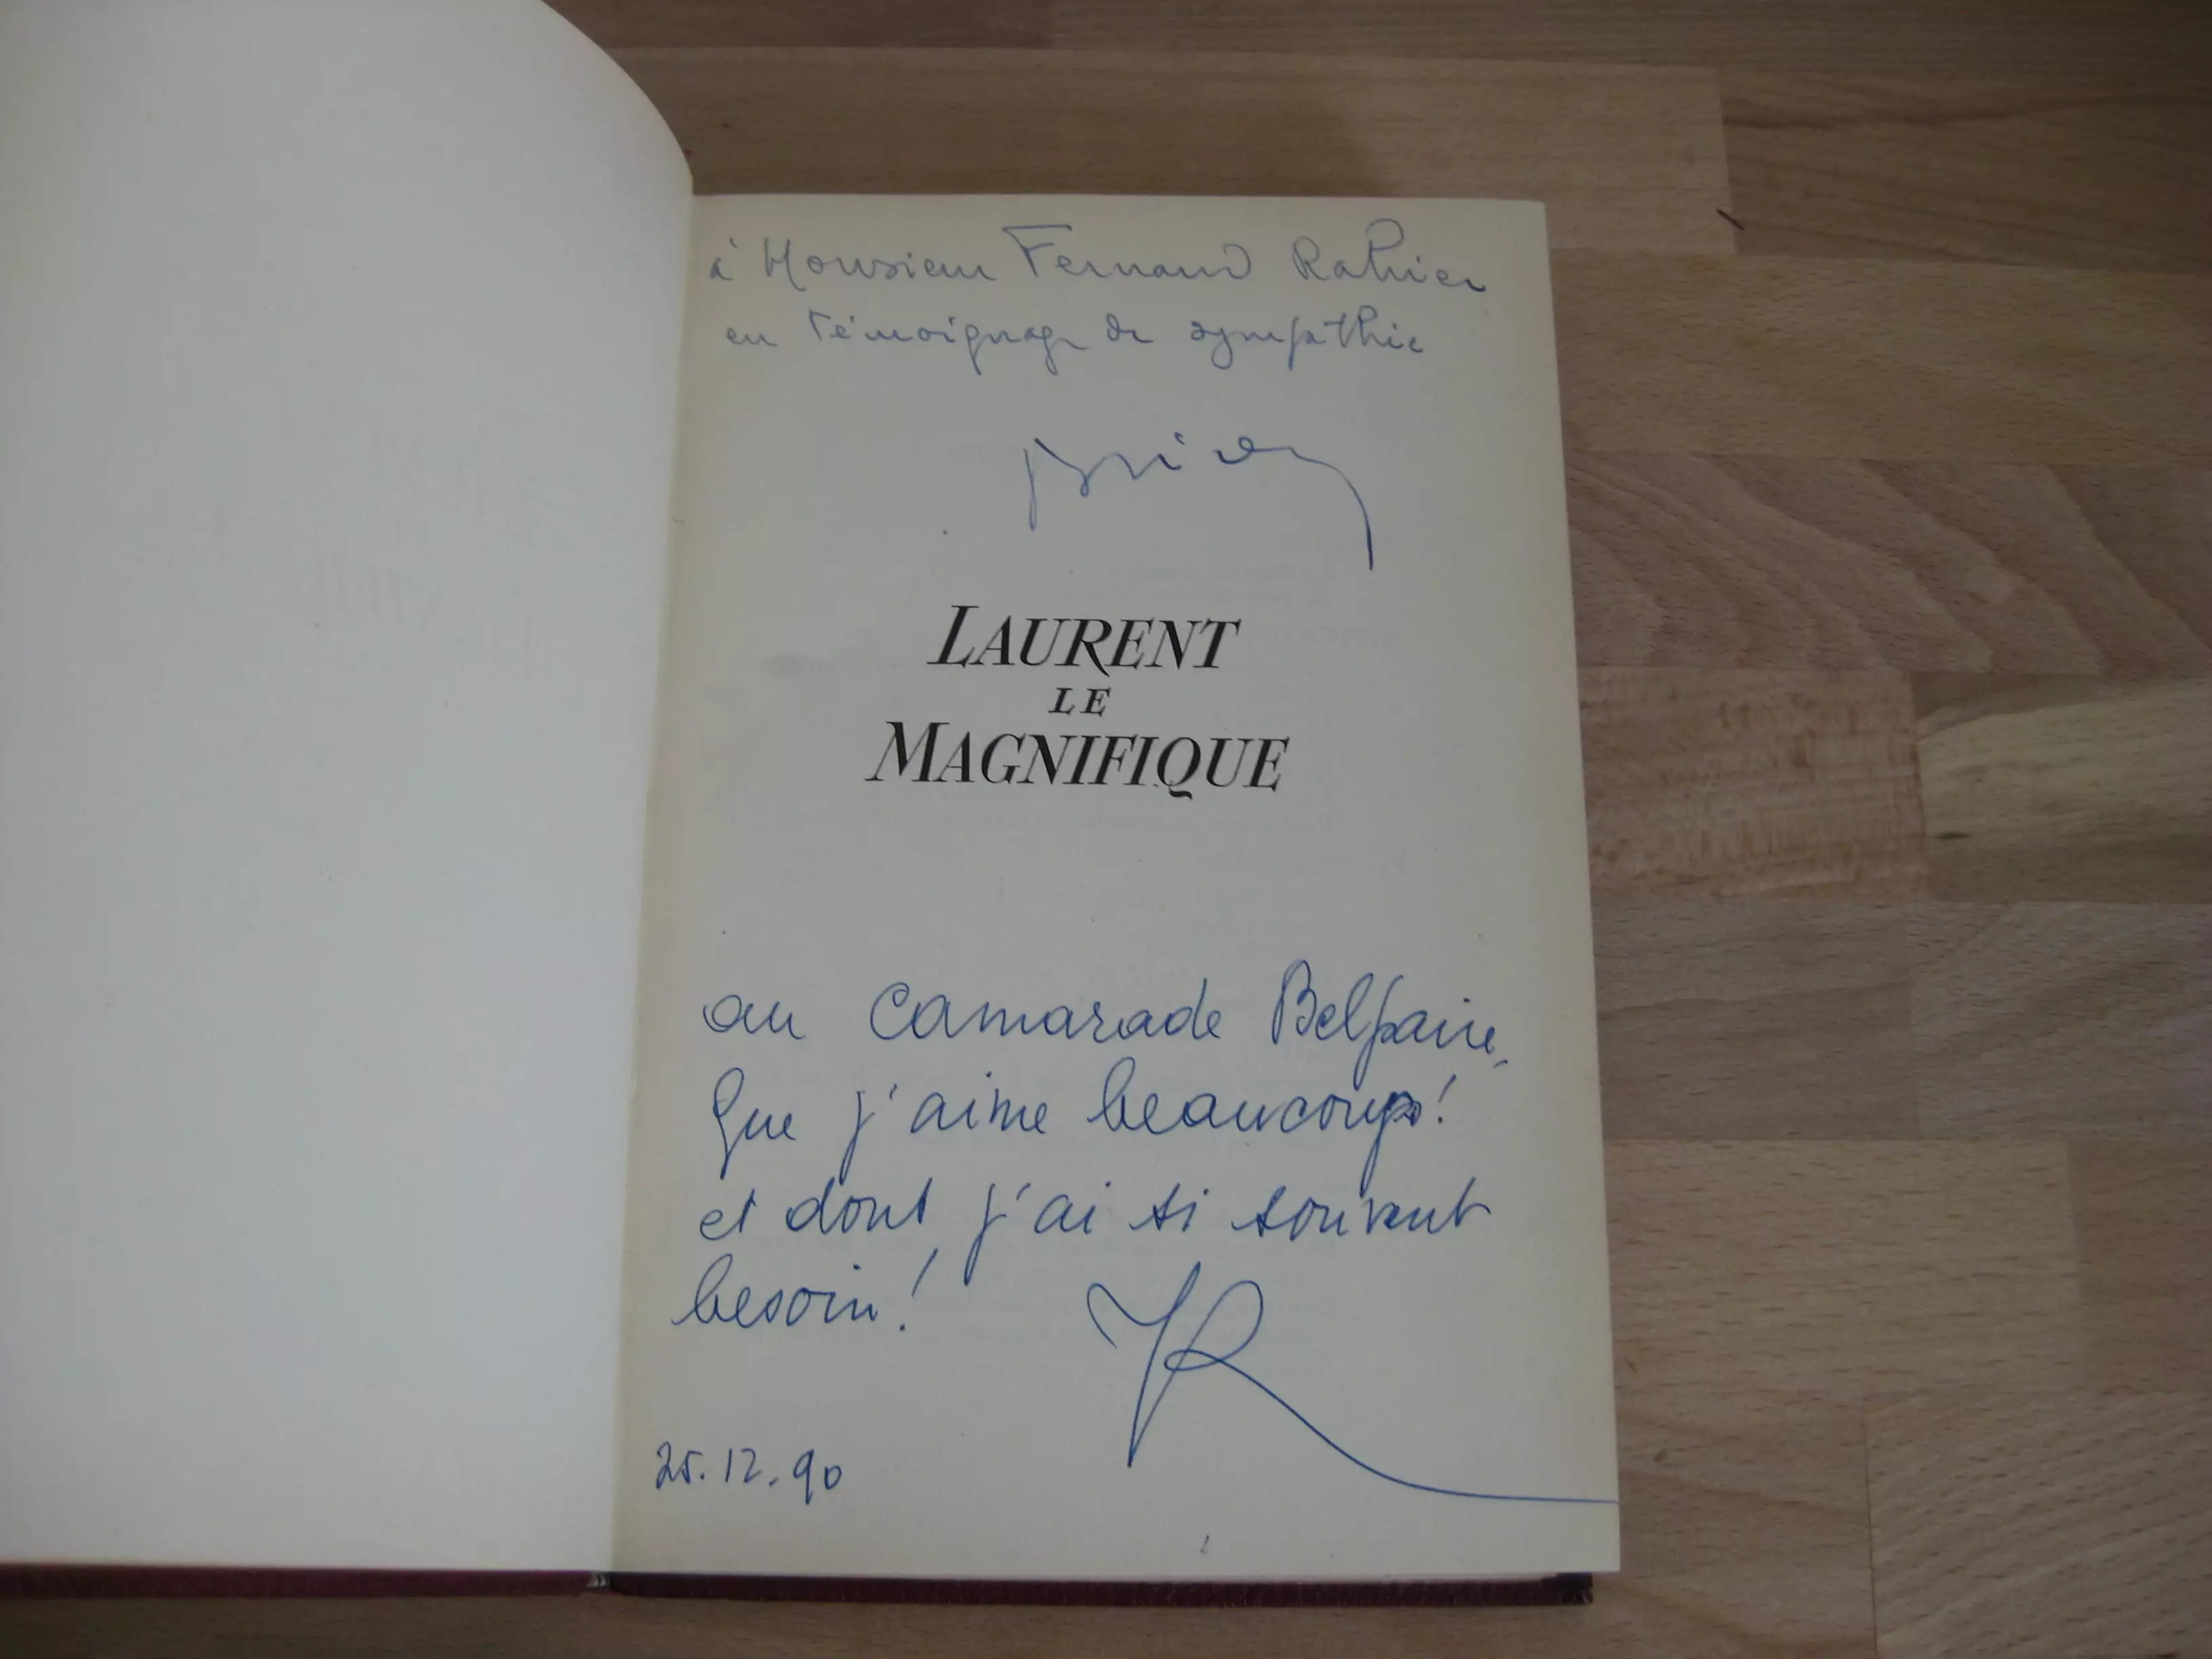 à Monsieur Fernand Rahier
en témoignage de sympathie
LAURENT
LE
MAGNIFIQUE
au camarade Belpaire,
que j'aime beaucoup!
et dont j'ai si souvent
besoin!
25.12.90